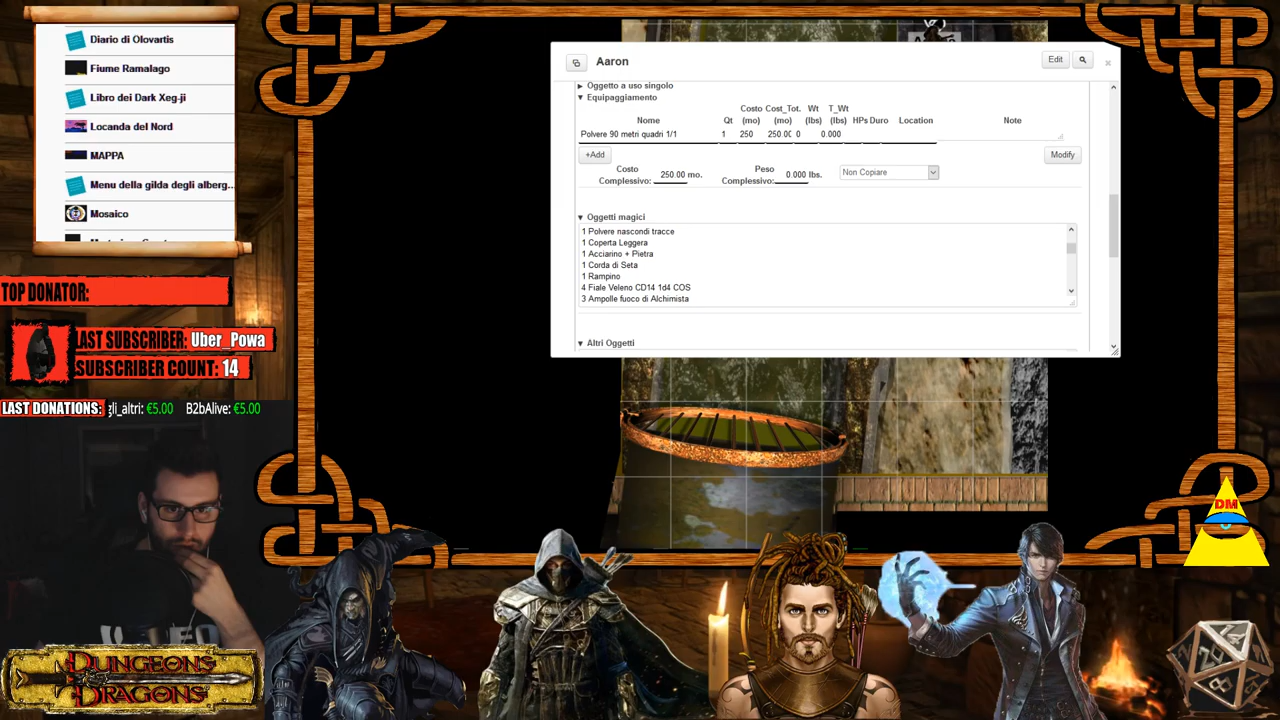 Diario di Olovartis
Fiume Ramalago
Libro dei Dark Xeg-ji
Locanda del Nord
MAPPA
Menu della gilda degli alberg...
Mosaico
TOP DONATOR:
LAST SUBSCRIBER: Uber_Powa
SUBSCRIBER COUNT: 14
LAST DONATIONS: gli_altri: €5.00 B2bAlive: €5.00
Aaron
Edit
Oggetto a uso singolo
Equipaggiamento
Nome Qt Costo (mo) Cost_Tot. (mo) Wt (lbs) T_Wt (lbs) HPs Duro Location Note
Polvere 90 metri quadri 1/1 1 250 250.00 0 0.000
+Add
Modify
Costo Complessivo: 250.00 mo.
Peso Complessivo: 0.000 lbs.
Non Copiare
Oggetti magici
1 Polvere nascondi tracce
1 Coperta Leggera
1 Acciarino + Pietra
1 Corda di Seta
1 Rampino
4 Fiale Veleno CD14 1d4 COS
3 Ampolle fuoco di Alchimista
Altri Oggetti
DM
DUNGEONS
DRAGONS
20
8